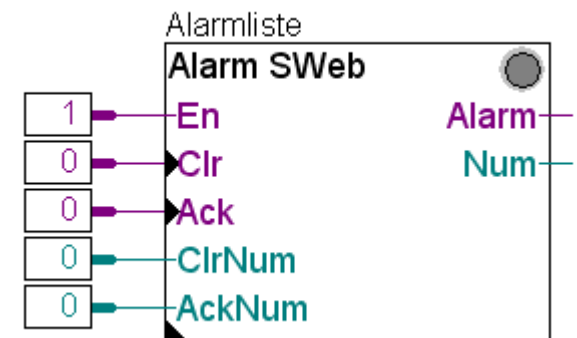 Alarmliste
Alarm SWeb
1 En Alarm
0 Clr Num
0 Ack
0 ClrNum
0 AckNum